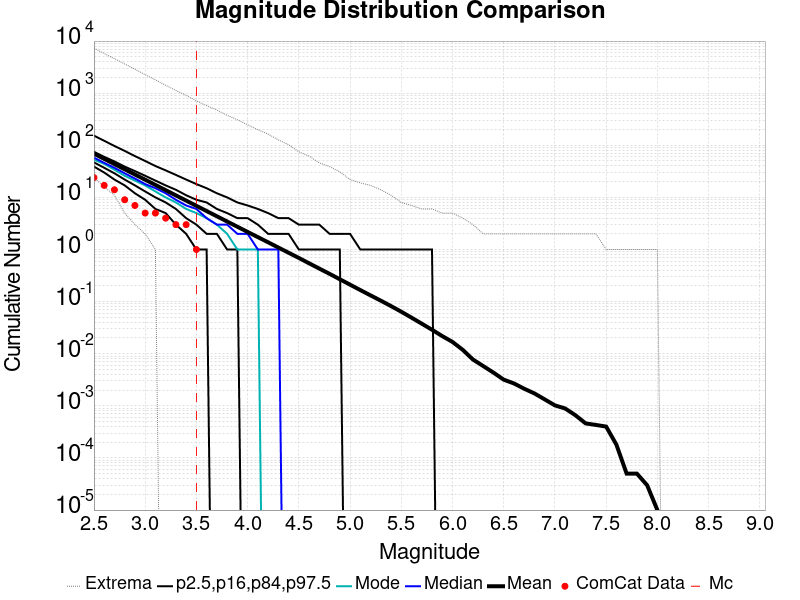 Magnitude Distribution Comparison
10^4
10^3
10^2
10^1
10^0
10^-1
10^-2
10^-3
10^-4
10^-5
Cumulative Number
2.5 3.0 3.5 4.0 4.5 5.0 5.5 6.0 6.5 7.0 7.5 8.0 8.5 9.0
Magnitude
Extrema p2.5,p16,p84,p97.5 Mode Median Mean ComCat Data Mc